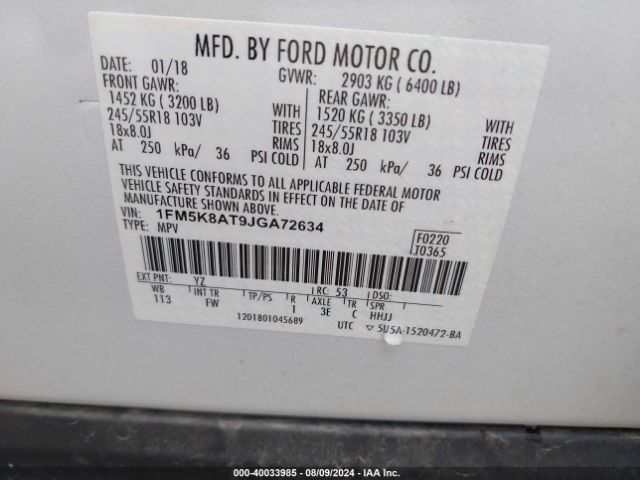 MFD. BY FORD MOTOR CO.
DATE: 01/18 GVWR: 2903 KG ( 6400 LB)
FRONT GAWR: REAR GAWR:
1452 KG ( 3200 LB) WITH 1520 KG ( 3350 LB) WITH
245/55R18 103V TIRES 245/55R18 103V TIRES
18x8.0J RIMS 18x8.0J RIMS
AT 250 kPa/ 36 PSI COLD AT 250 kPa/ 36 PSI COLD
THIS VEHICLE CONFORMS TO ALL APPLICABLE FEDERAL MOTOR
VEHICLE SAFETY STANDARDS IN EFFECT ON THE DATE OF
MANUFACTURE SHOWN ABOVE.
VIN: 1FM5K8AT9JGA72634
TYPE: MPV
F0220
T0365
EXT PNT: YZ RC: 53 DSO:
WB INT TR TP/PS R AXLE TR SPR
113 FW 1 3E C HHJJ
1201801045689 UTC ▽ 5U5A-1520472-BA
000-40033985 - 08/09/2024 - IAA Inc.